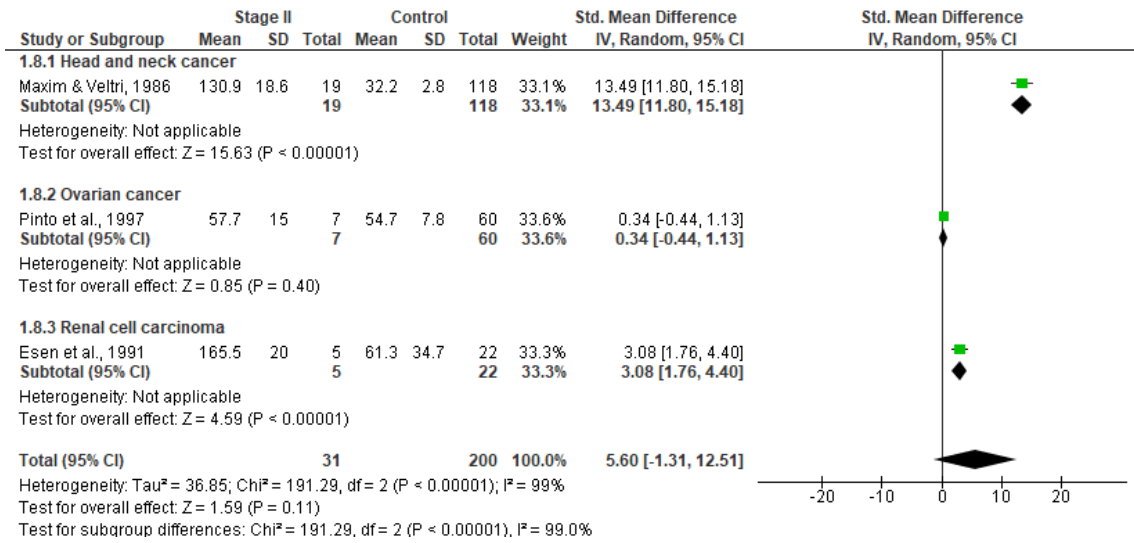 Stage II Control Std. Mean Difference Std. Mean Difference
Study or Subgroup Mean SD Total Mean SD Total Weight IV, Random, 95% CI IV, Random, 95% CI
1.8.1 Head and neck cancer
Maxim & Veltri, 1986 130.9 18.6 19 32.2 2.8 118 33.1% 13.49 [11.80, 15.18]
Subtotal (95% CI) 19 118 33.1% 13.49 [11.80, 15.18]
Heterogeneity: Not applicable
Test for overall effect: Z = 15.63 (P < 0.00001)
1.8.2 Ovarian cancer
Pinto et al., 1997 57.7 15 7 54.7 7.8 60 33.6% 0.34 [-0.44, 1.13]
Subtotal (95% CI) 7 60 33.6% 0.34 [-0.44, 1.13]
Heterogeneity: Not applicable
Test for overall effect: Z = 0.85 (P = 0.40)
1.8.3 Renal cell carcinoma
Esen et al., 1991 165.5 20 5 61.3 34.7 22 33.3% 3.08 [1.76, 4.40]
Subtotal (95% CI) 5 22 33.3% 3.08 [1.76, 4.40]
Heterogeneity: Not applicable
Test for overall effect: Z = 4.59 (P < 0.00001)
Total (95% CI) 31 200 100.0% 5.60 [-1.31, 12.51]
Heterogeneity: Tau² = 36.85; Chi² = 191.29, df = 2 (P < 0.00001); I² = 99%
Test for overall effect: Z = 1.59 (P = 0.11)
Test for subgroup differences: Chi² = 191.29, df = 2 (P < 0.00001), I² = 99.0%
-20 -10 0 10 20